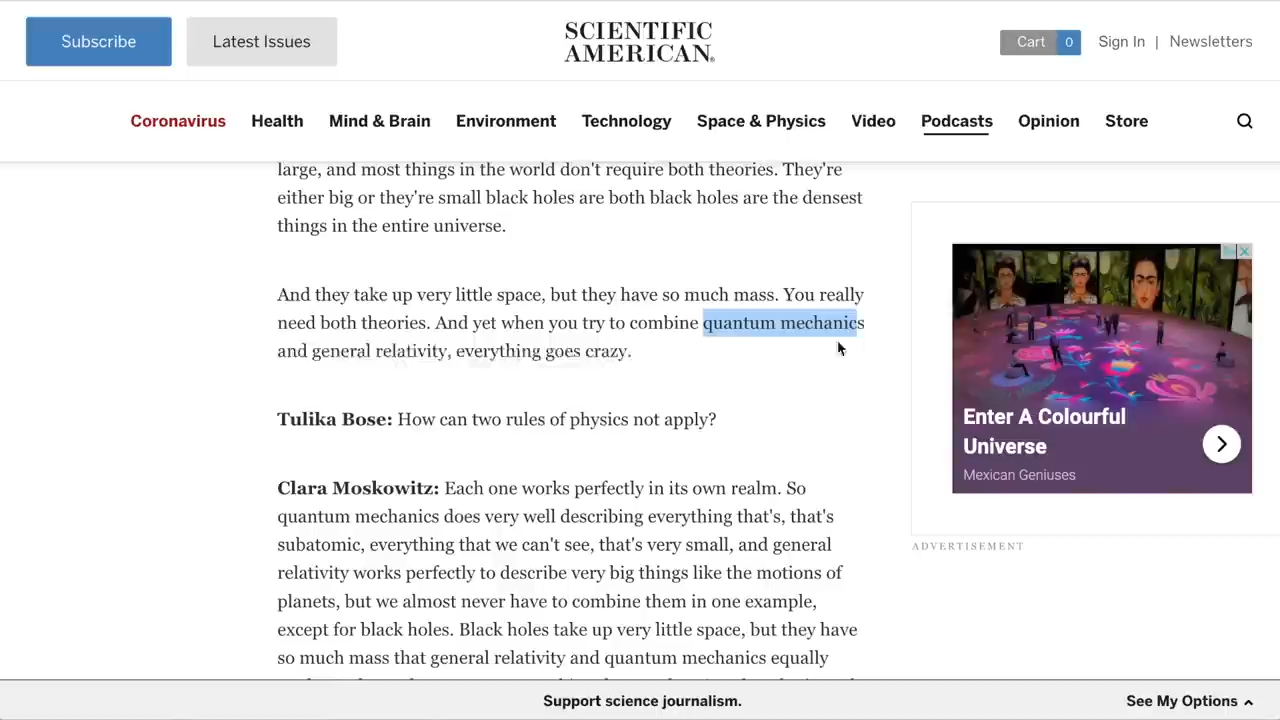 Subscribe
Latest Issues
SCIENTIFIC
AMERICAN®
Cart 0
Sign In | Newsletters
Coronavirus Health Mind & Brain Environment Technology Space & Physics Video Podcasts Opinion Store
large, and most things in the world don't require both theories. They're
either big or they're small black holes are both black holes are the densest
things in the entire universe.
And they take up very little space, but they have so much mass. You really
need both theories. And yet when you try to combine quantum mechanics
and general relativity, everything goes crazy.
Tulika Bose: How can two rules of physics not apply?
Clara Moskowitz: Each one works perfectly in its own realm. So
quantum mechanics does very well describing everything that's, that's
subatomic, everything that we can't see, that's very small, and general
relativity works perfectly to describe very big things like the motions of
planets, but we almost never have to combine them in one example,
except for black holes. Black holes take up very little space, but they have
so much mass that general relativity and quantum mechanics equally
Enter A Colourful
Universe
Mexican Geniuses
ADVERTISEMENT
Support science journalism.
See My Options